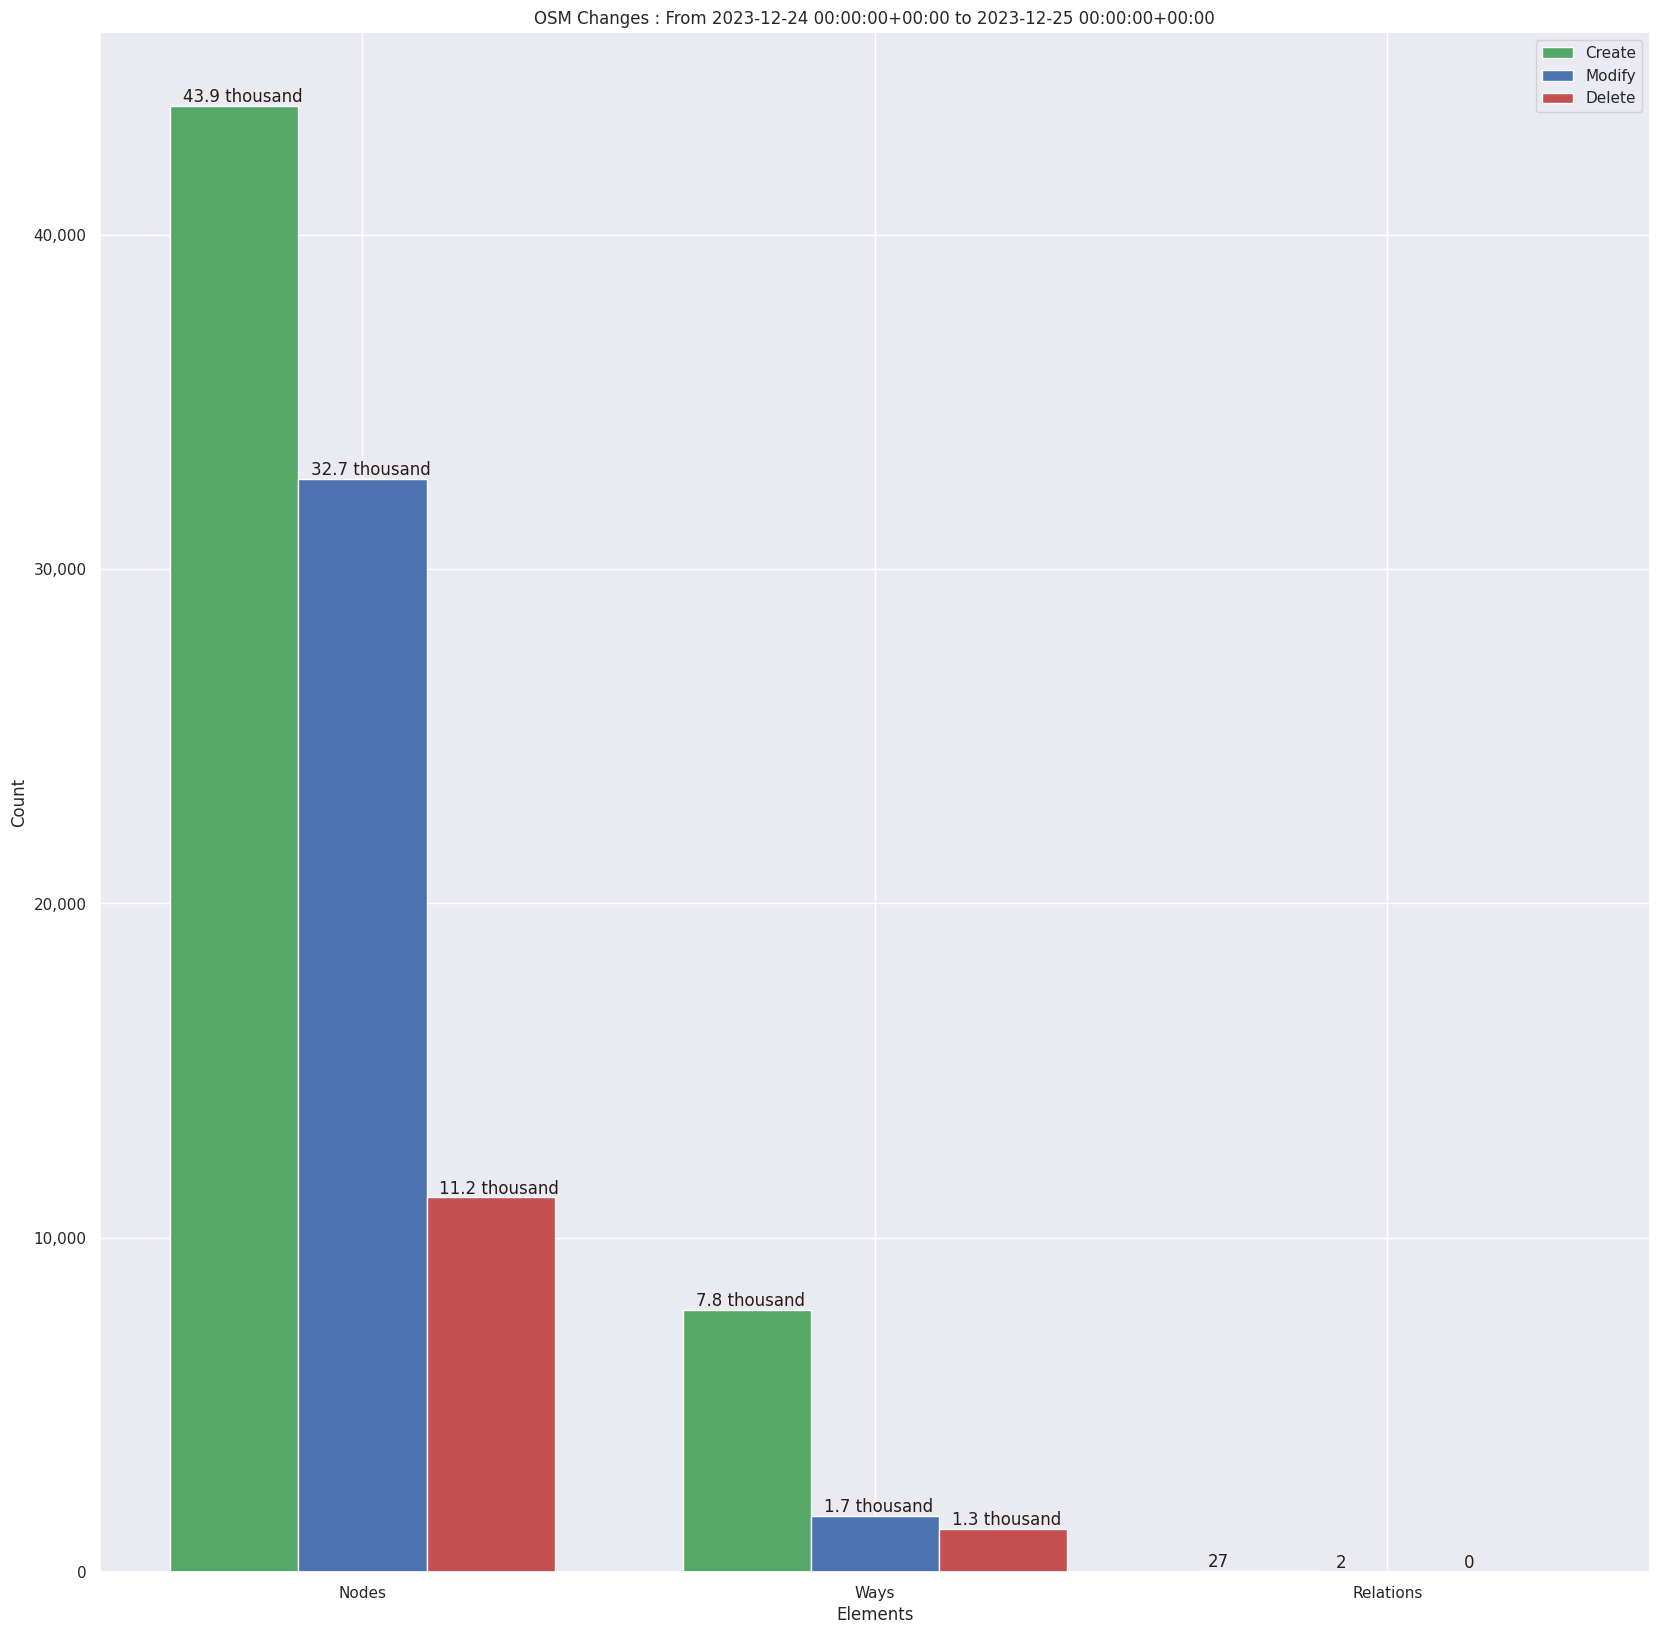 OSM Changes : From 2023-12-24 00:00:00+00:00 to 2023-12-25 00:00:00+00:00
Create
Modify
Delete
43.9 thousand
32.7 thousand
11.2 thousand
7.8 thousand
1.7 thousand
1.3 thousand
27
2
0
40,000
30,000
20,000
10,000
0
Count
Nodes
Ways
Relations
Elements